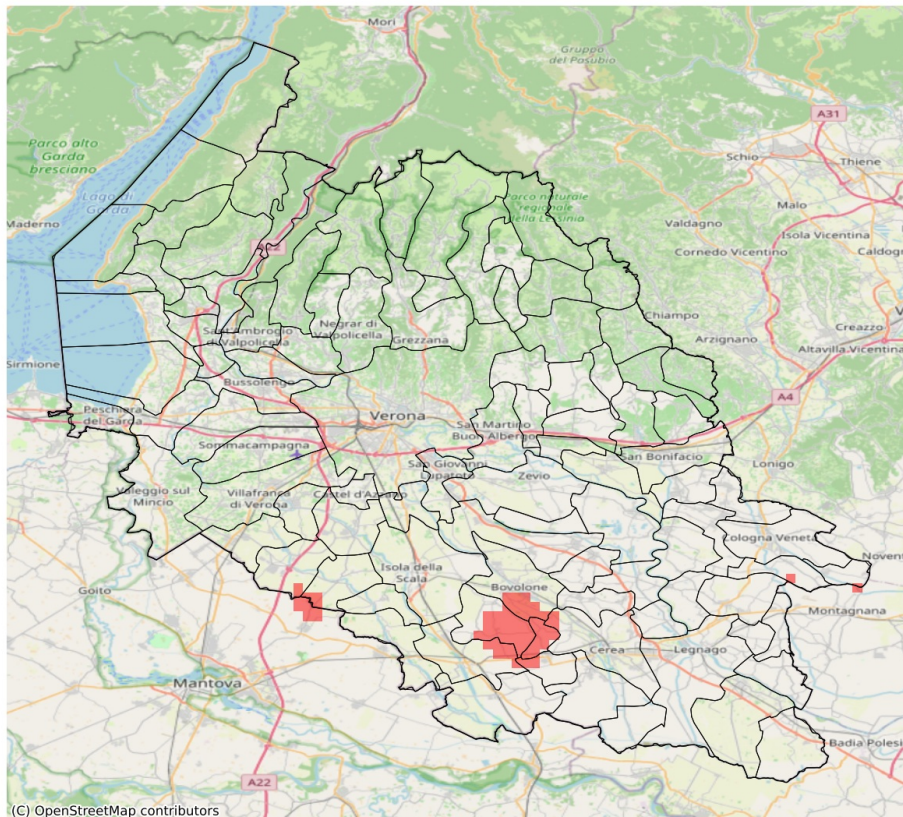 Mori
Gruppo
del Pasubio
A31
Parco alto
Garda
bresciano
Schio
Thiene
Lago di
Garda
Malo
Parco naturale
regionale
della Lessinia
Maderno
Valdagno
Isola Vicentina
Cornedo Vicentino
Caldogn
A22
Chiampo
Sant'Ambrogio
di Valpolicella
Negrar di
Valpolicella
Grezzana
Arzignano
Creazzo
Altavilla Vicentina
Sirmione
Bussolengo
A4
Peschiera
del Garda
Verona
San Martino
Buon Albergo
Sommacampagna
San Giovanni
Lupatoto
Zevio
San Bonifacio
Lonigo
Valeggio sul
Mincio
Villafranca
di Verona
Castel d'Azzano
Cologna Veneta
Isola della
Scala
Novent
Goito
Bovolone
Montagnana
Cerea
Legnago
Mantova
Badia Polesi
A22
(C) OpenStreetMap contributors